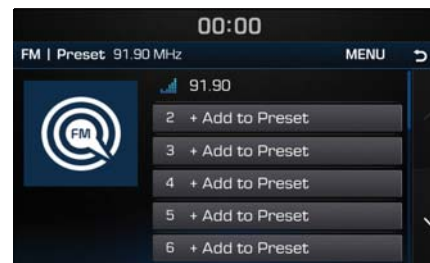 00:00
FM | Preset 91.90 MHz MENU
91.90
FM
2 + Add to Preset
3 + Add to Preset
4 + Add to Preset
5 + Add to Preset
6 + Add to Preset